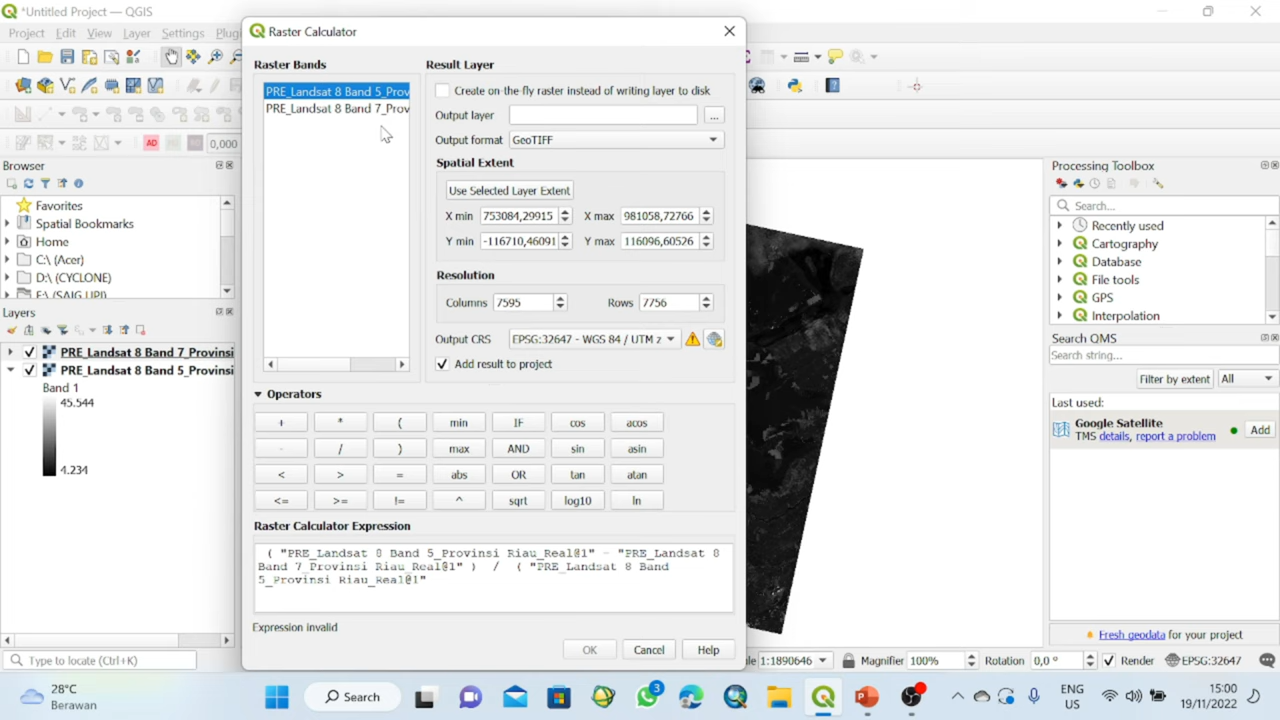 *Untitled Project — QGIS
Project Edit View Layer Settings Plug
Raster Calculator
Raster Bands
PRE_Landsat 8 Band 5_Prov
PRE_Landsat 8 Band 7_Prov
Result Layer
Create on-the-fly raster instead of writing layer to disk
Output layer ...
Output format GeoTIFF
Spatial Extent
Use Selected Layer Extent
X min 753084,29915 X max 981058,72766
Y min -116710,46091 Y max 116096,60526
Resolution
Columns 7595 Rows 7756
Output CRS EPSG:32647 - WGS 84 / UTM z
Add result to project
Operators
+ * ( min IF cos acos
- / ) max AND sin asin
< > = abs OR tan atan
<= >= != ^ sqrt log10 ln
Raster Calculator Expression
( "PRE_Landsat 8 Band 5_Provinsi Riau_Real@1" - "PRE_Landsat 8
Band 7_Provinsi Riau_Real@1" ) / ( "PRE_Landsat 8 Band
5_Provinsi Riau_Real@1"
Expression invalid
OK Cancel Help
AD 0,000
Browser
Favorites
Spatial Bookmarks
Home
C:\ (Acer)
D:\ (CYCLONE)
E:\ (SAIG UPI)
Layers
PRE_Landsat 8 Band 7_Provinsi
PRE_Landsat 8 Band 5_Provinsi
Band 1
45.544
4.234
Processing Toolbox
Search...
Recently used
Cartography
Database
File tools
GPS
Interpolation
Search QMS
Search string...
Filter by extent All
Last used:
Google Satellite
TMS details, report a problem
Add
Fresh geodata for your project
Type to locate (Ctrl+K)
1:1890646 Magnifier 100% Rotation 0,0 ° Render EPSG:32647
28°C
Berawan
Search
3
ENG
US
15:00
19/11/2022